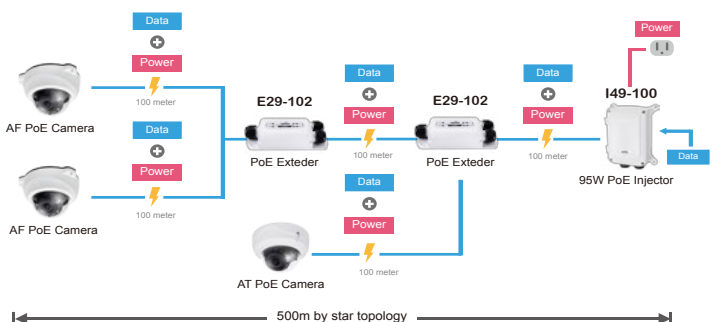 Data
Power
100 meter
AF PoE Camera
Data
Power
100 meter
AF PoE Camera
E29-102
PoE Exteder
Data
Power
100 meter
E29-102
PoE Exteder
Data
Power
100 meter
AT PoE Camera
Data
Power
100 meter
Power
I49-100
Data
95W PoE Injector
500m by star topology